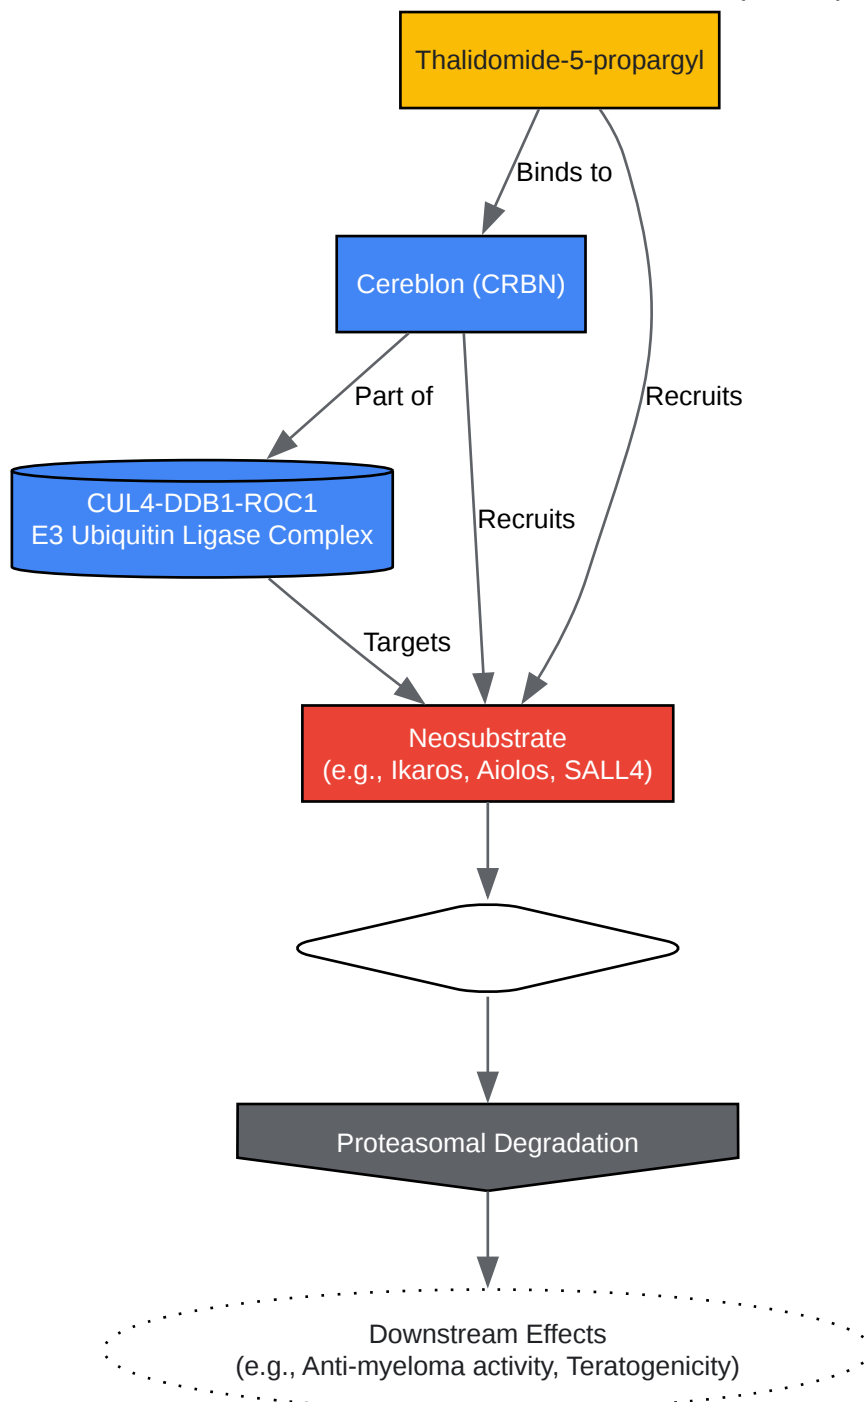 Thalidomide-5-propargyl
Binds to
Cereblon (CRBN)
Part of
Recruits
CUL4-DDB1-ROC1
E3 Ubiquitin Ligase Complex
Recruits
Targets
Neosubstrate
(e.g., Ikaros, Aiolos, SALL4)
Proteasomal Degradation
Downstream Effects
(e.g., Anti-myeloma activity, Teratogenicity)